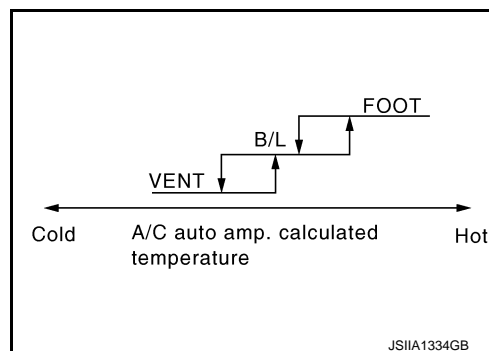 FOOT
B/L
VENT
Cold
A/C auto amp. calculated
temperature
Hot
JSIIA1334GB